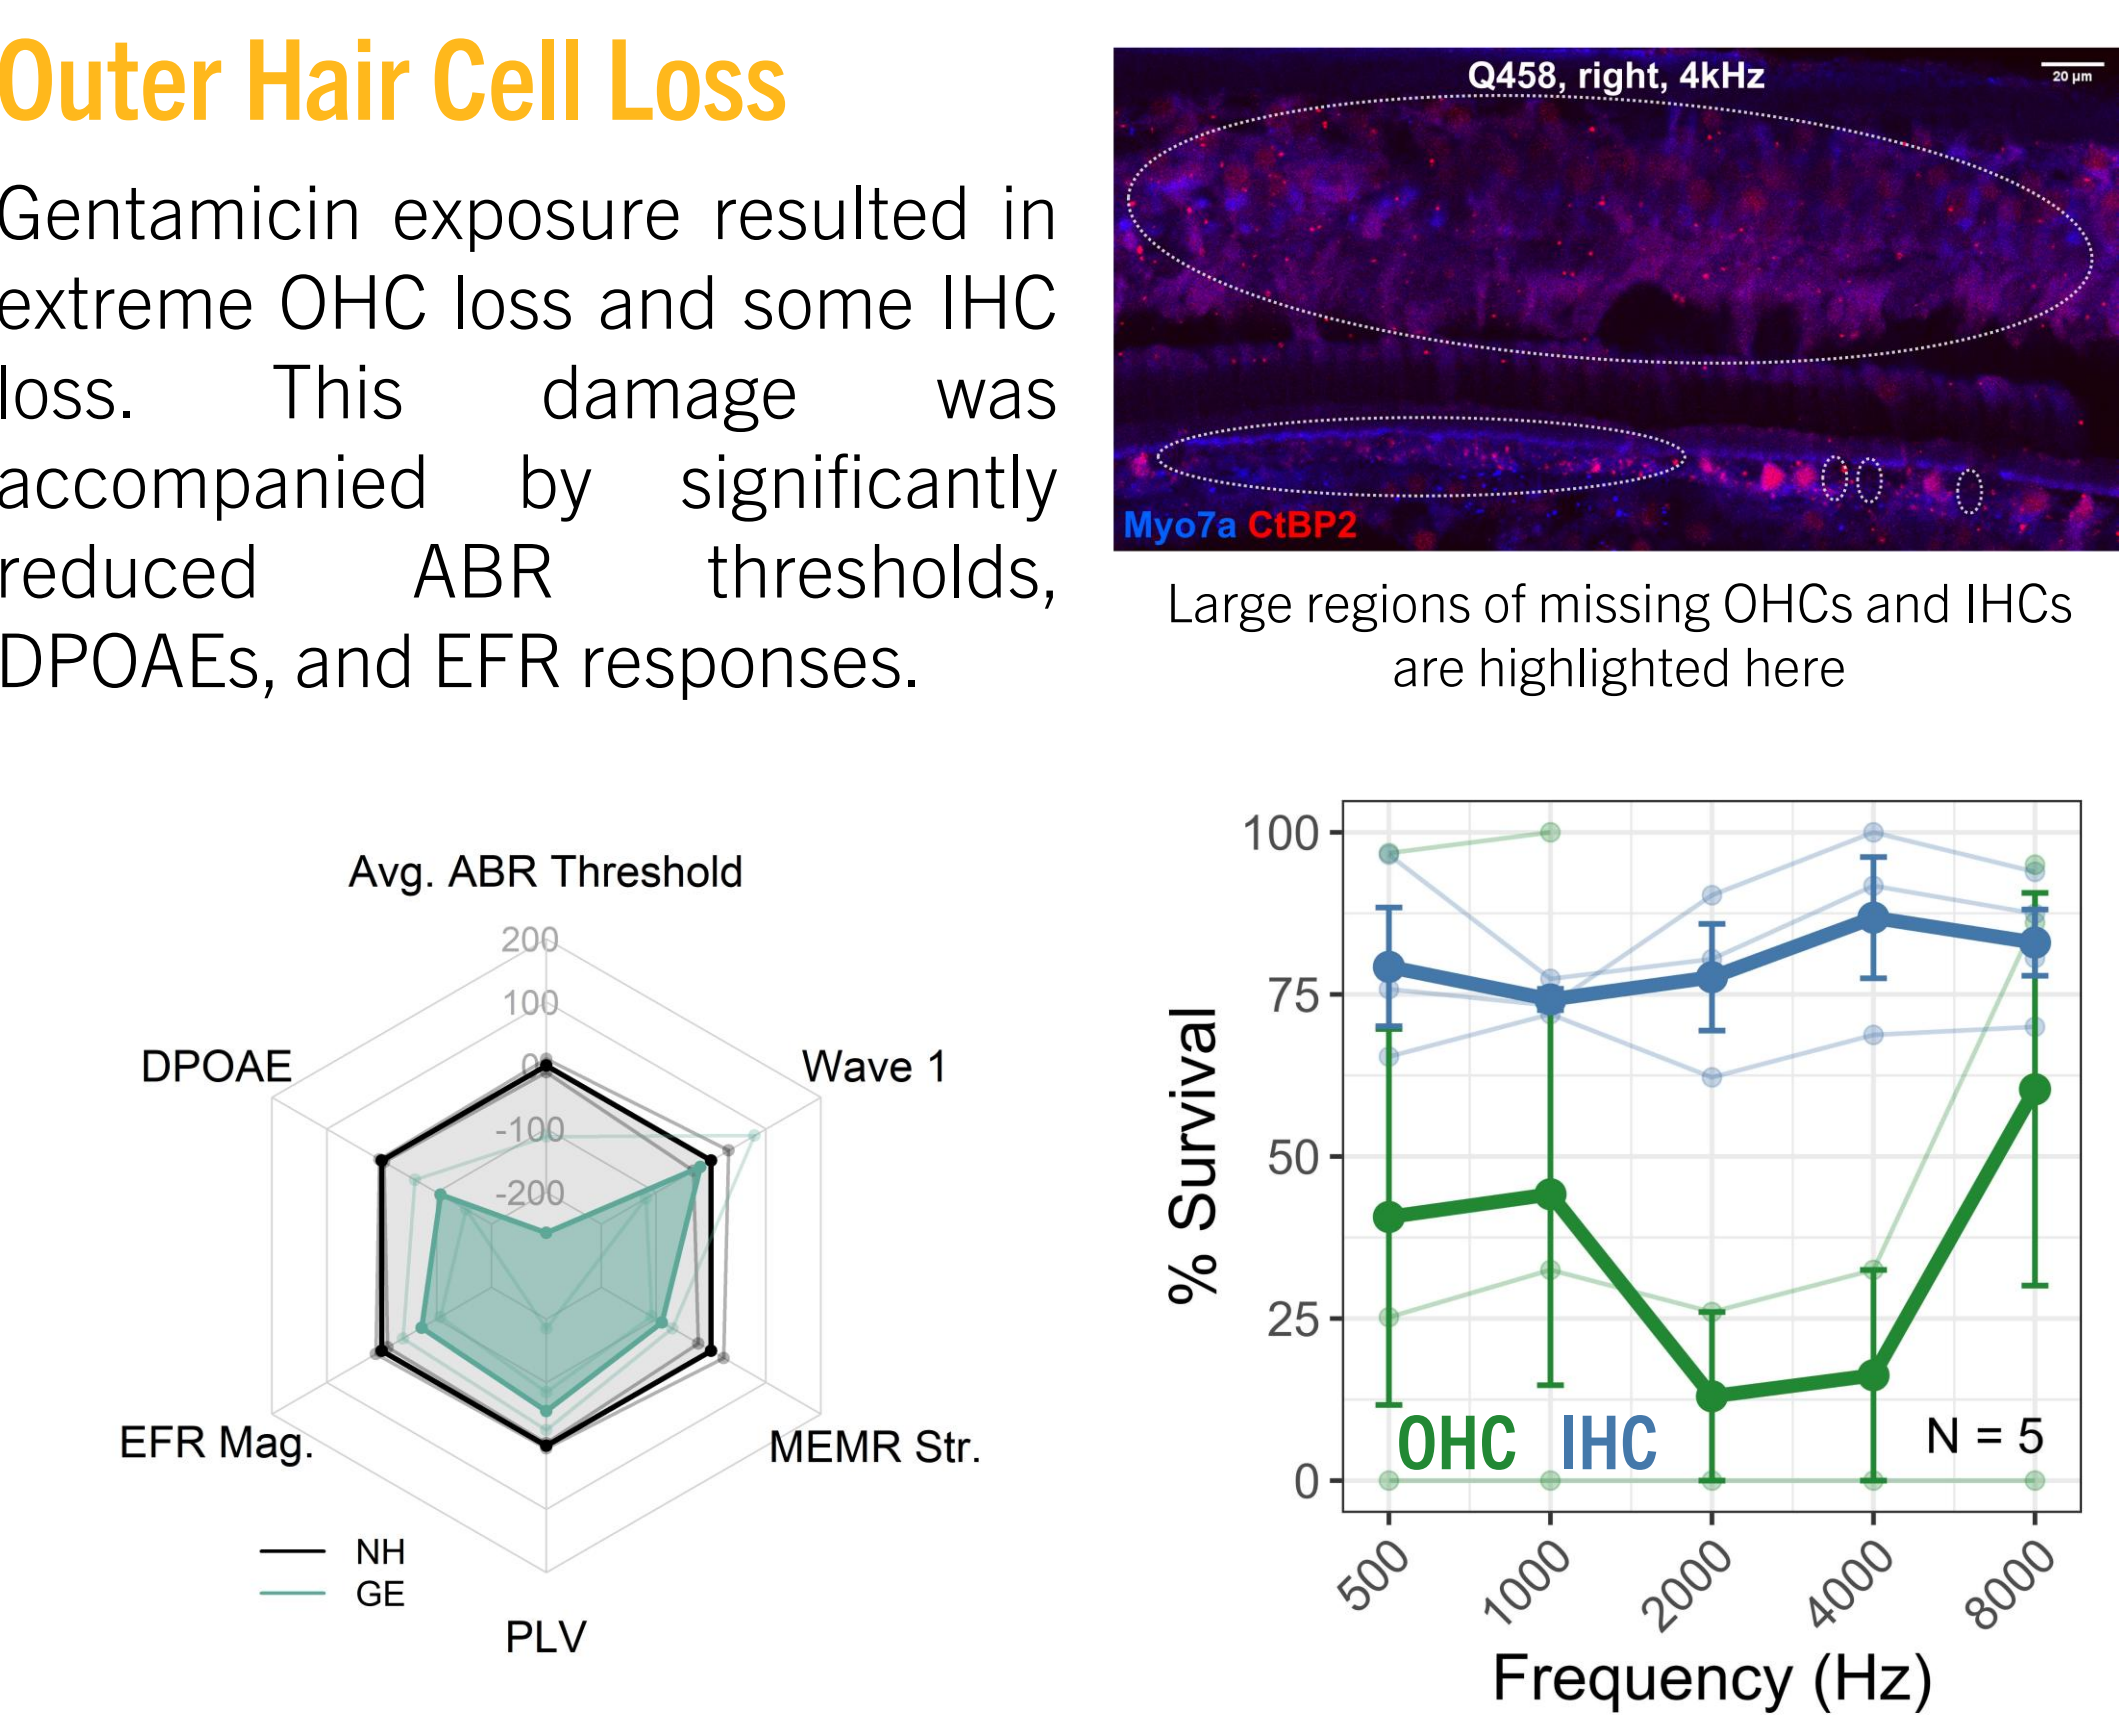 Outer Hair Cell Loss
Gentamicin exposure resulted in
extreme OHC loss and some IHC
loss. This damage was
accompanied by significantly
reduced ABR thresholds,
DPOAEs, and EFR responses.
Q458, right, 4kHz
20 µm
Myo7a CtBP2
Large regions of missing OHCs and IHCs
are highlighted here
Avg. ABR Threshold
200
100
0
-100
-200
DPOAE
Wave 1
EFR Mag.
MEMR Str.
PLV
NH
GE
% Survival
100
75
50
25
0
OHC IHC
N = 5
500 1000 2000 4000 8000
Frequency (Hz)